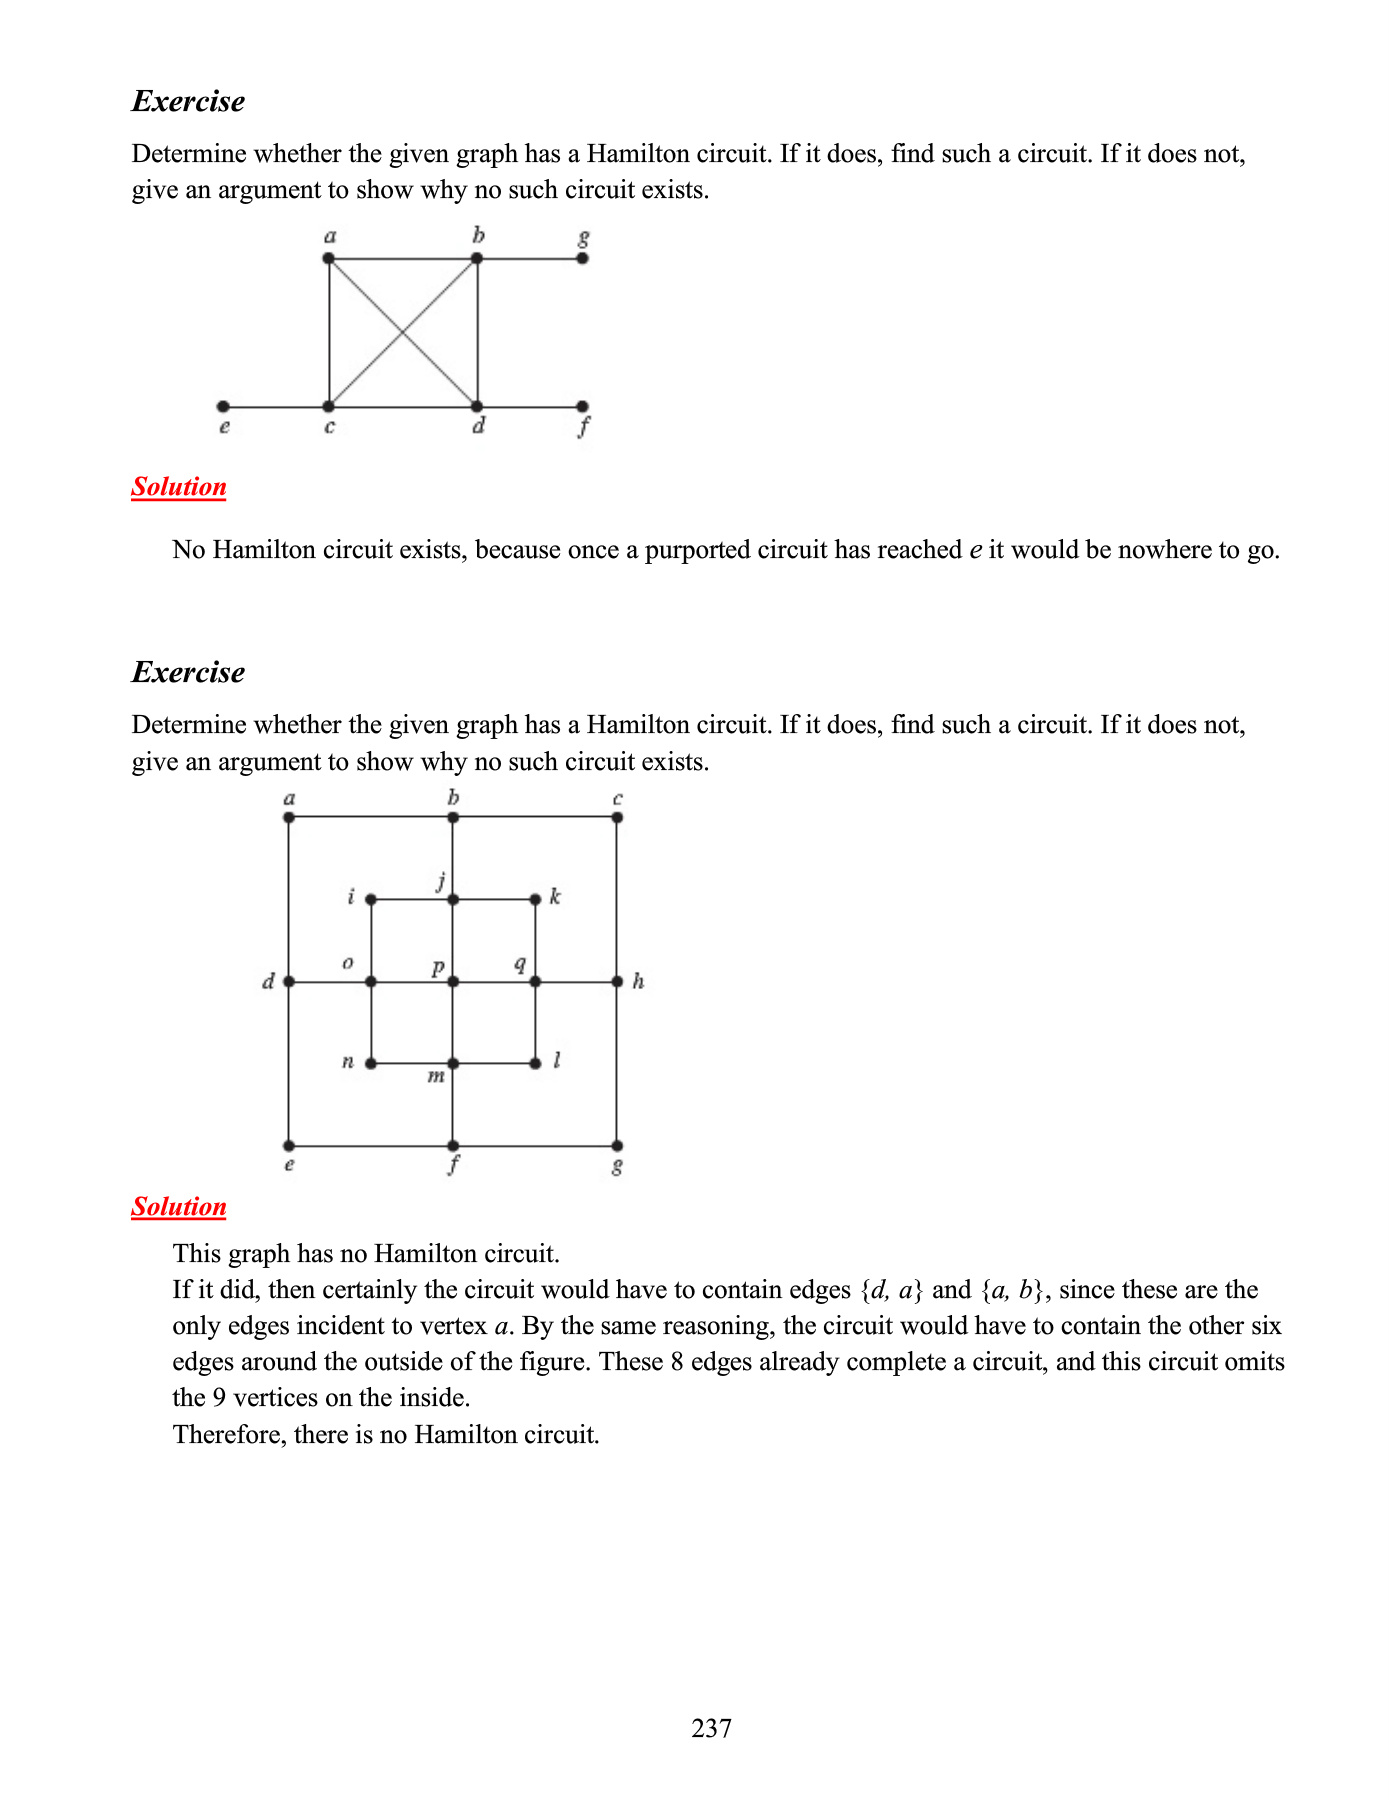 Exercise
Determine whether the given graph has a Hamilton circuit. If it does, find such a circuit. If it does not,
give an argument to show why no such circuit exists.
a b g
e c d f
Solution
No Hamilton circuit exists, because once a purported circuit has reached e it would be nowhere to go.
Exercise
Determine whether the given graph has a Hamilton circuit. If it does, find such a circuit. If it does not,
give an argument to show why no such circuit exists.
a b c
i j k
d o p q h
n m l
e f g
Solution
This graph has no Hamilton circuit.
If it did, then certainly the circuit would have to contain edges {d, a} and {a, b}, since these are the
only edges incident to vertex a. By the same reasoning, the circuit would have to contain the other six
edges around the outside of the figure. These 8 edges already complete a circuit, and this circuit omits
the 9 vertices on the inside.
Therefore, there is no Hamilton circuit.
237